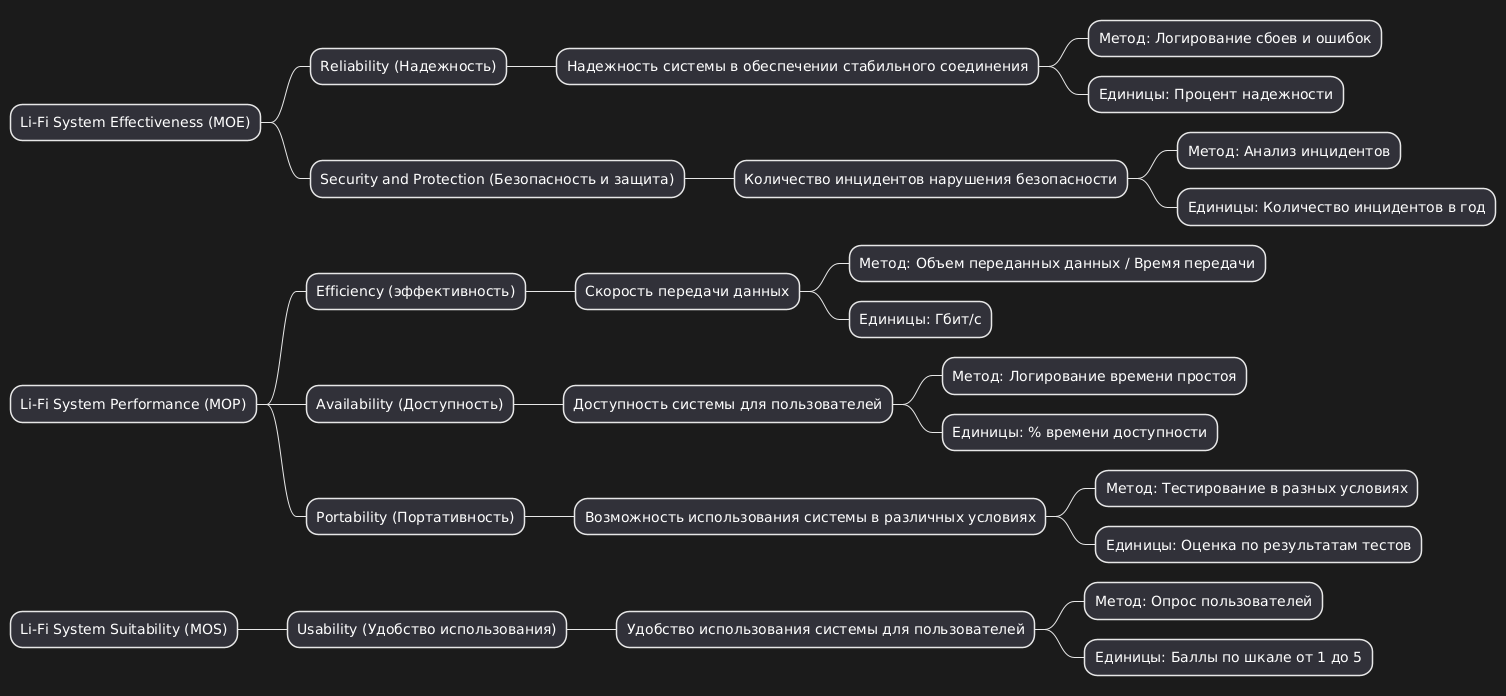 Li-Fi System Effectiveness (MOE)
Reliability (Надежность)
Надежность системы в обеспечении стабильного соединения
Метод: Логирование сбоев и ошибок
Единицы: Процент надежности
Security and Protection (Безопасность и защита)
Количество инцидентов нарушения безопасности
Метод: Анализ инцидентов
Единицы: Количество инцидентов в год
Li-Fi System Performance (MOP)
Efficiency (эффективность)
Скорость передачи данных
Метод: Объем переданных данных / Время передачи
Единицы: Гбит/с
Availability (Доступность)
Доступность системы для пользователей
Метод: Логирование времени простоя
Единицы: % времени доступности
Portability (Портативность)
Возможность использования системы в различных условиях
Метод: Тестирование в разных условиях
Единицы: Оценка по результатам тестов
Li-Fi System Suitability (MOS)
Usability (Удобство использования)
Удобство использования системы для пользователей
Метод: Опрос пользователей
Единицы: Баллы по шкале от 1 до 5